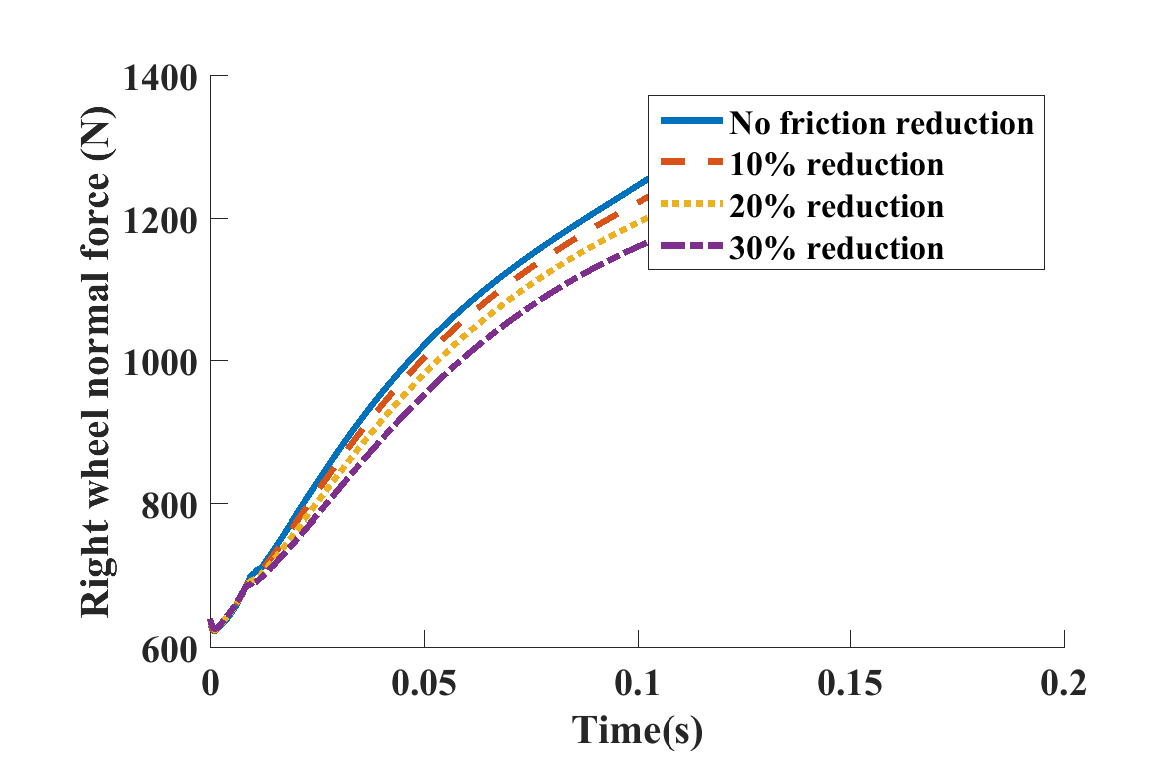 1400
1200
1000
800
600
Right wheel normal force (N)
No friction reduction
10% reduction
20% reduction
30% reduction
0
0.05
0.1
0.15
0.2
Time(s)